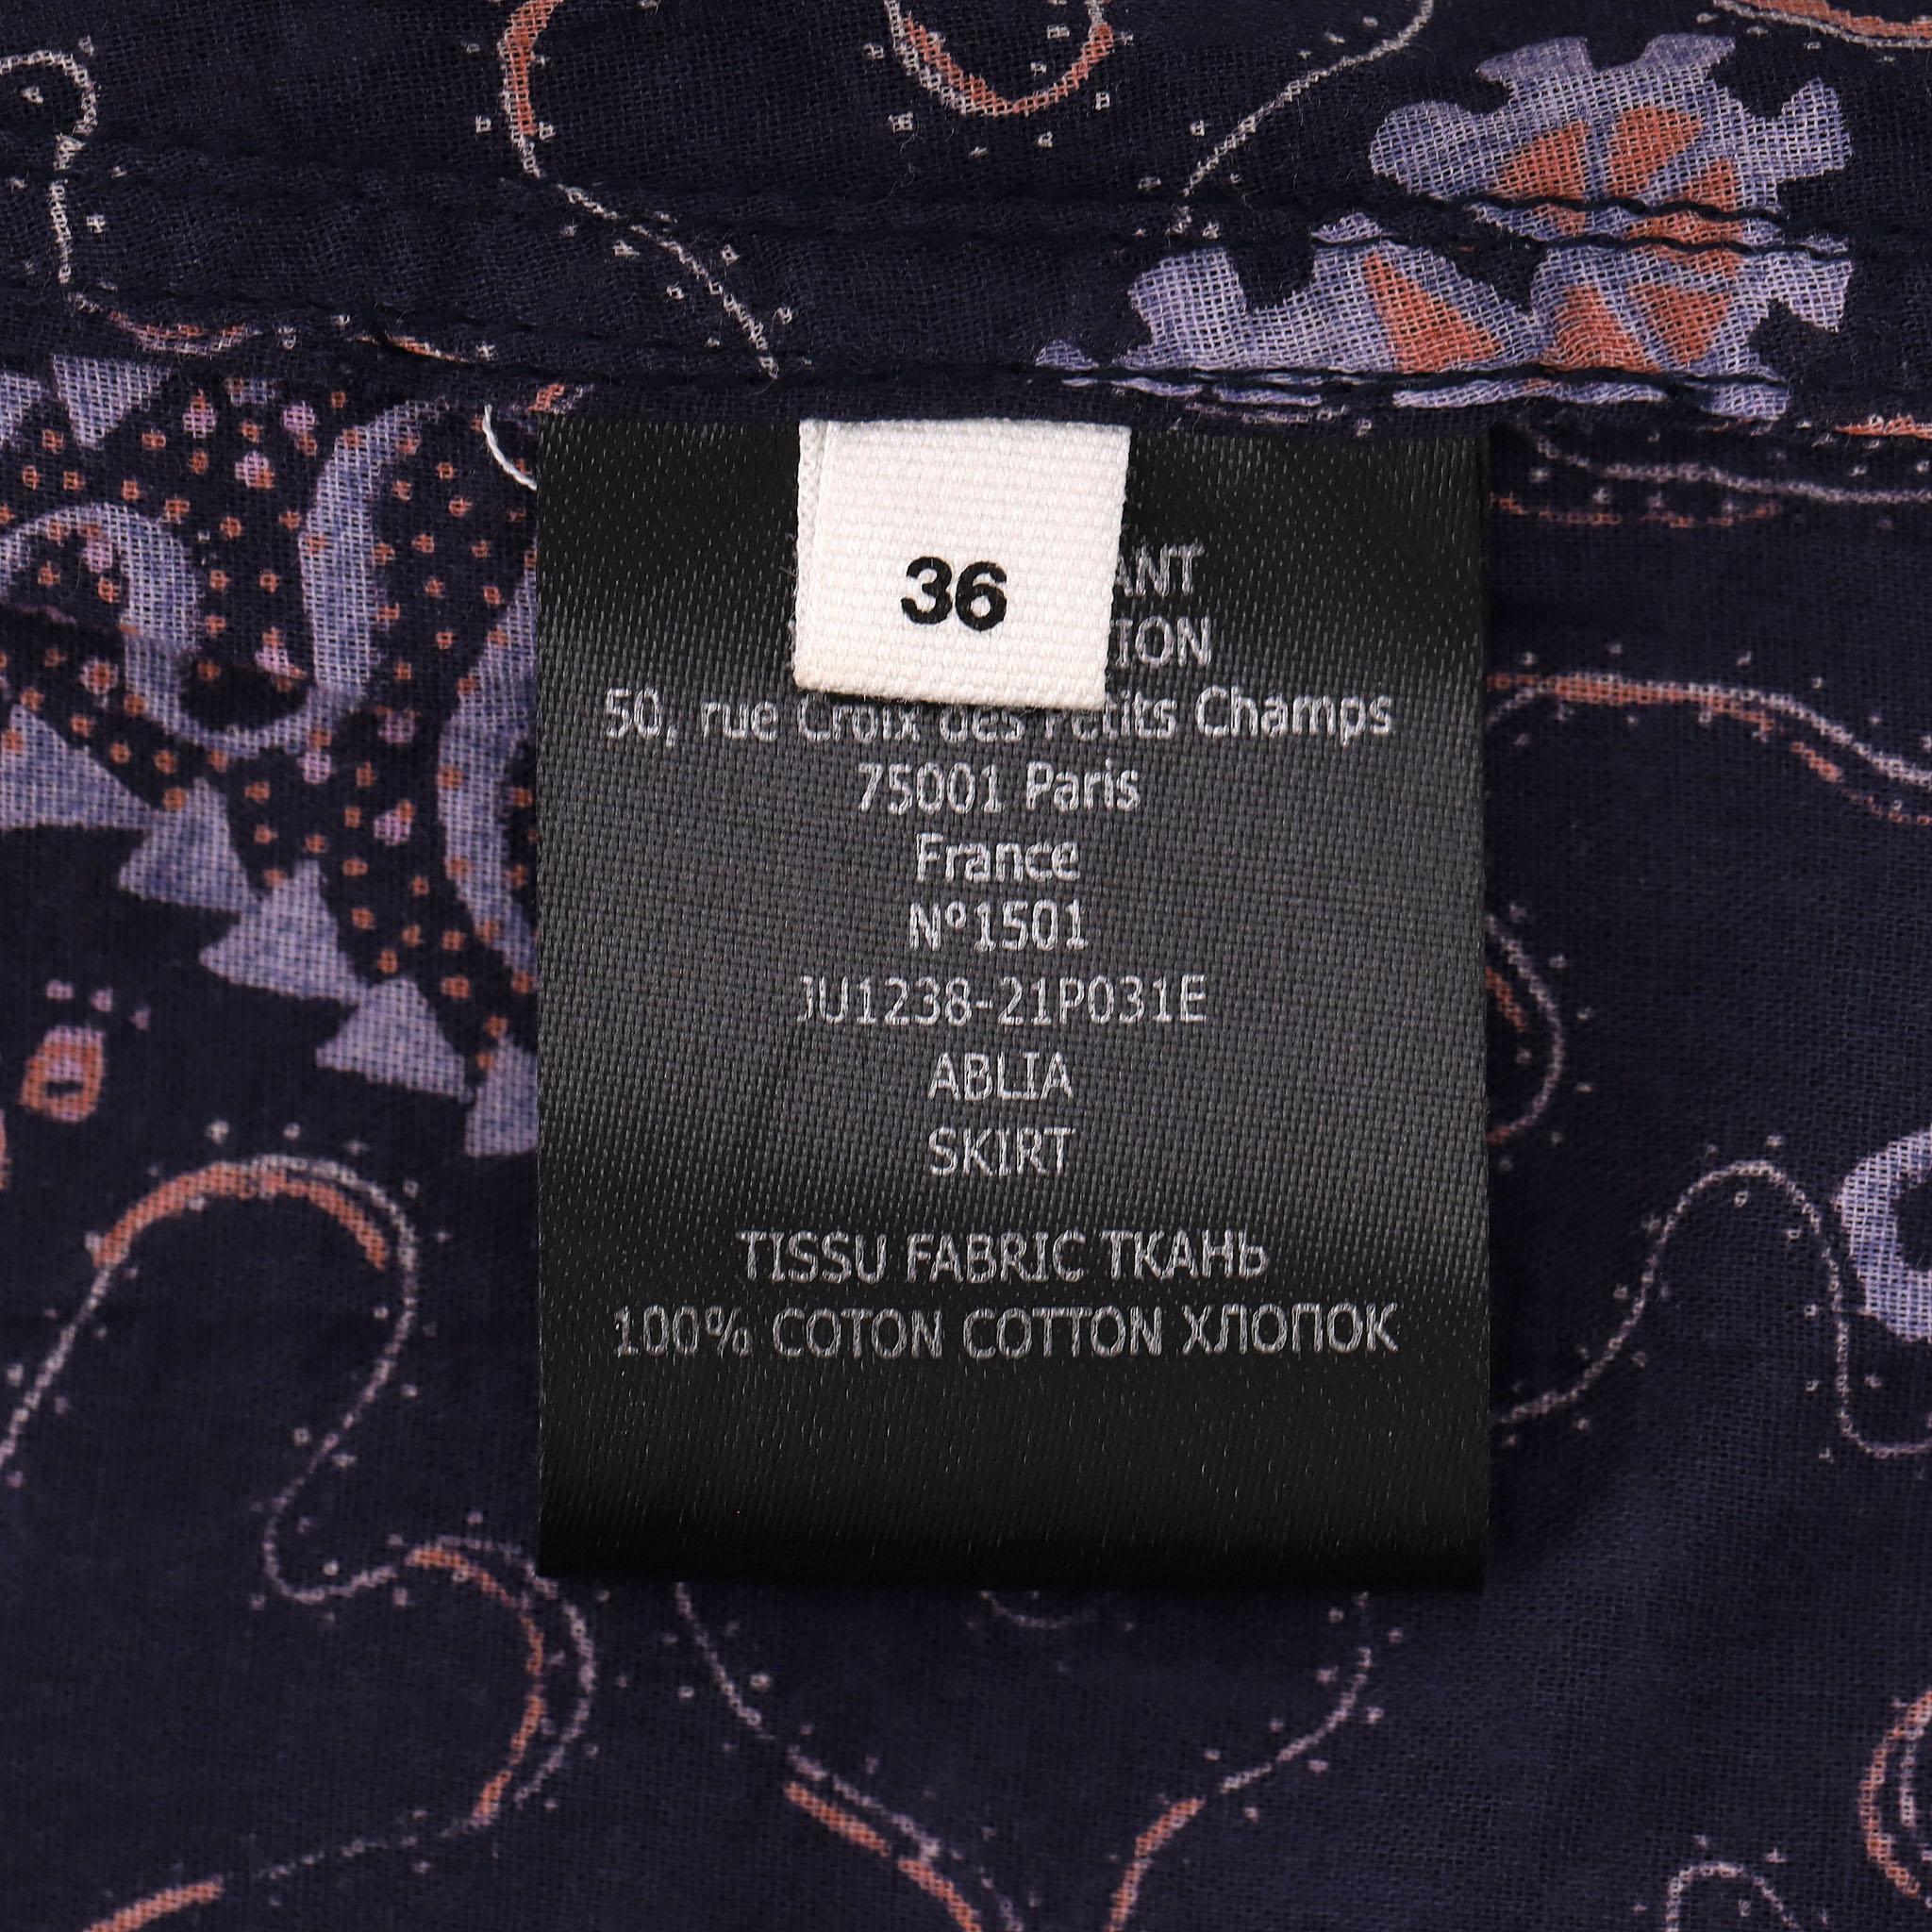 36
50, rue Croix des Petits Champs
75001 Paris
France
Nº1501
JU1238-21P031E
ABLIA
SKIRT
TISSU FABRIC ТКАНЬ
100% COTON COTTON ХЛОПОК